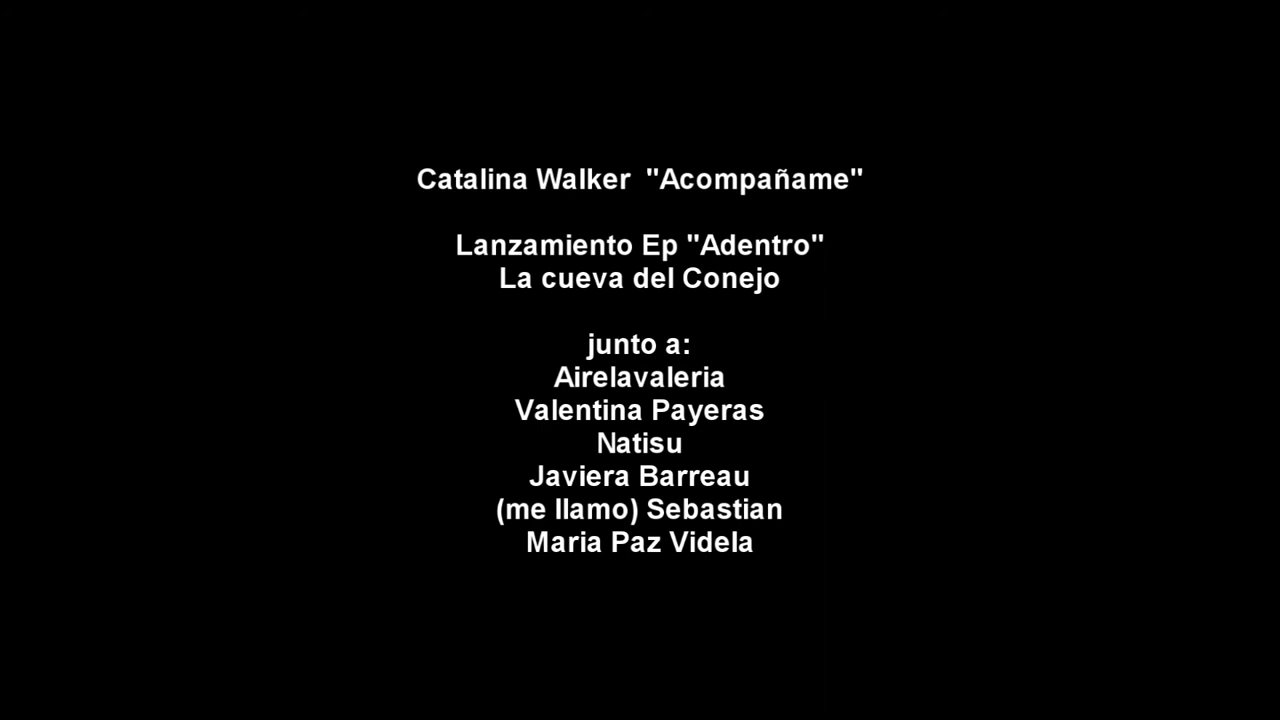 Catalina Walker "Acompañame"
Lanzamiento Ep "Adentro"
La cueva del Conejo
junto a:
Airelavaleria
Valentina Payeras
Natisu
Javiera Barreau
(me llamo) Sebastian
Maria Paz Videla